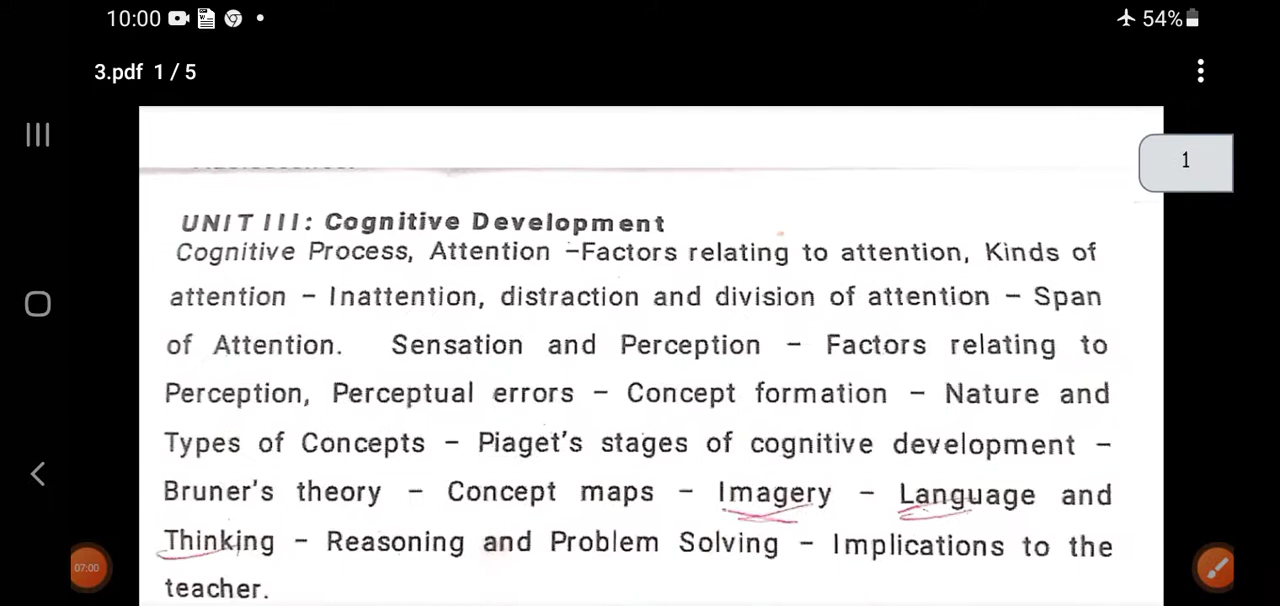 10:00
54%
3.pdf 1 / 5
1
UNIT III: Cognitive Development
Cognitive Process, Attention –Factors relating to attention, Kinds of
attention – Inattention, distraction and division of attention – Span
of Attention. Sensation and Perception – Factors relating to
Perception, Perceptual errors – Concept formation – Nature and
Types of Concepts – Piaget's stages of cognitive development –
Bruner's theory – Concept maps – Imagery – Language and
Thinking – Reasoning and Problem Solving – Implications to the
teacher.
07:00